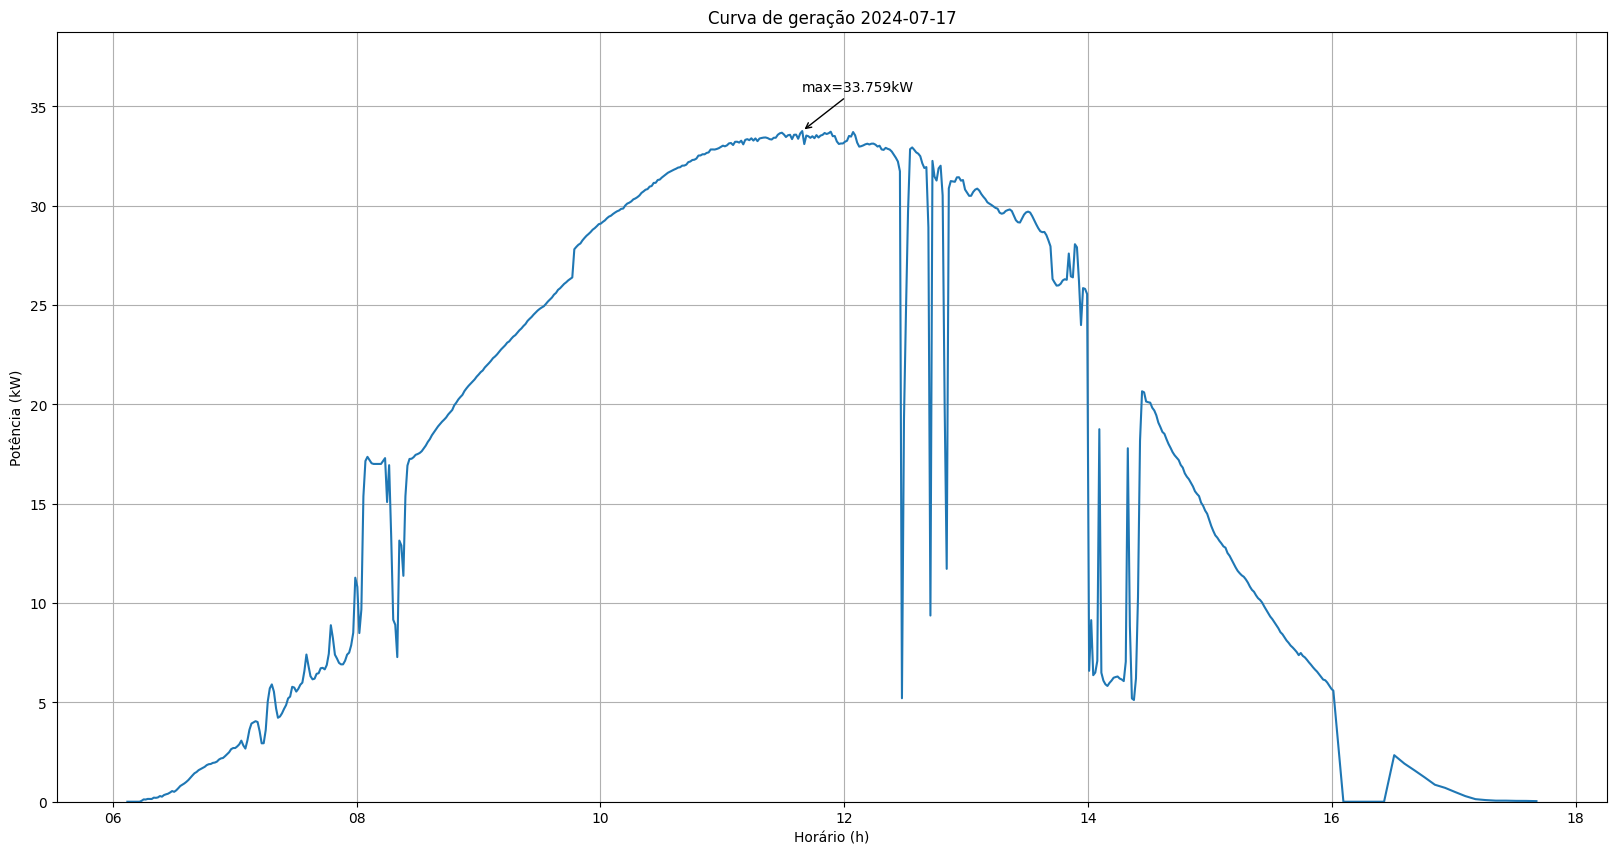 Curva de geração 2024-07-17
max=33.759kW
35
30
25
20
15
10
5
0
Potência (kW)
06 08 10 12 14 16 18
Horário (h)